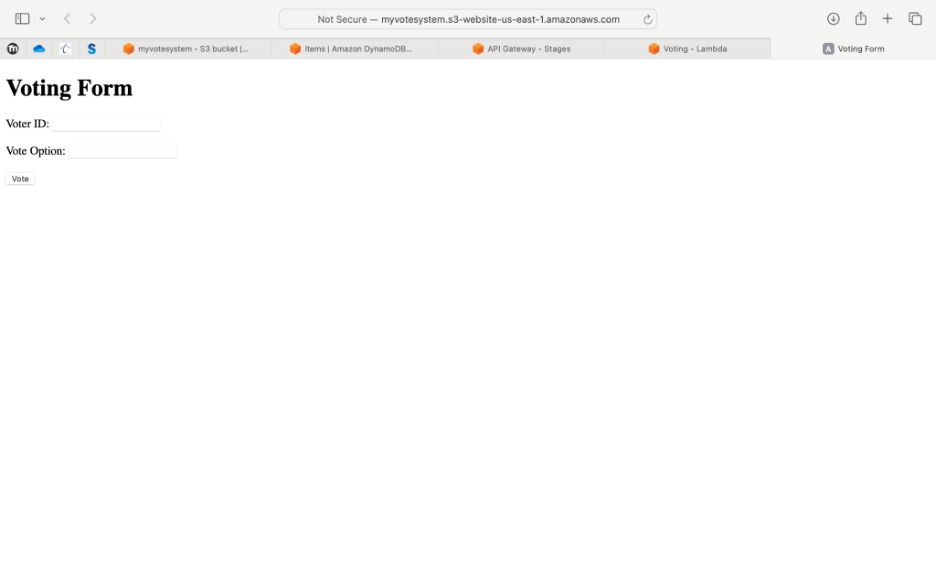 Not Secure — myvotesystem.s3-website-us-east-1.amazonaws.com
m S myvotesystem - S3 bucket |... Items | Amazon DynamoDB... API Gateway - Stages Voting - Lambda A Voting Form
Voting Form
Voter ID:
Vote Option:
Vote